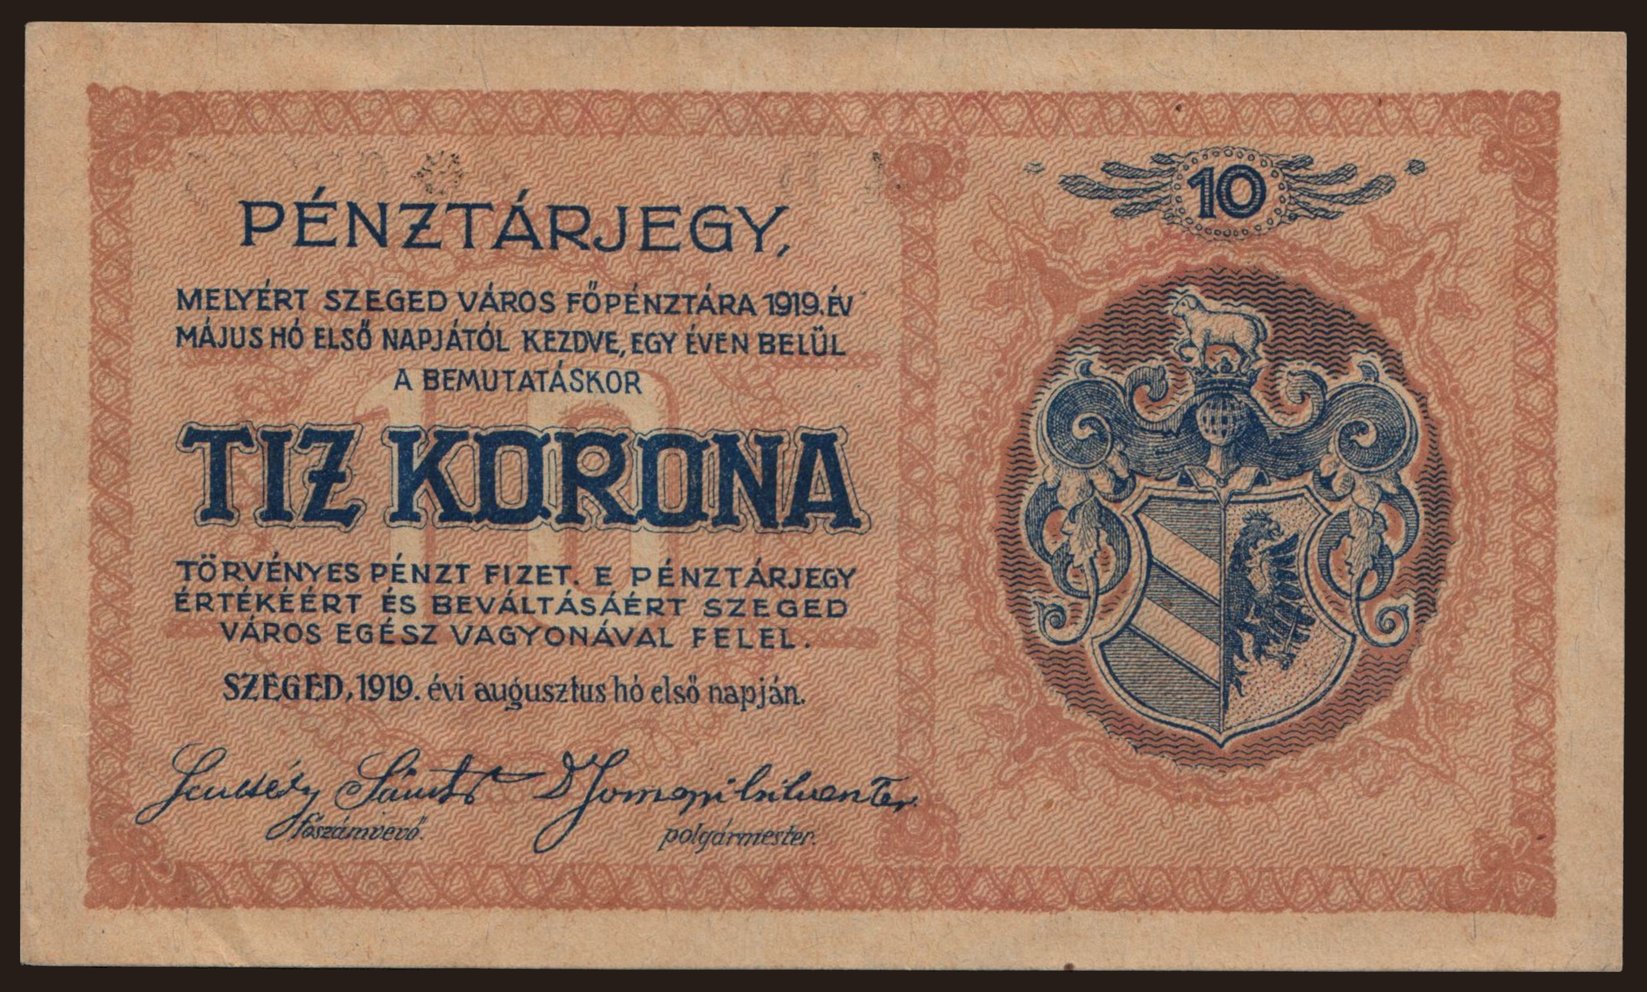 PÉNZTÁRJEGY,
MELYÉRT SZEGED VÁROS FŐPÉNZTÁRA 1919. ÉV
MÁJUS HÓ ELSŐ NAPJÁTÓL KEZDVE, EGY ÉVEN BELÜL
A BEMUTATÁSKOR
10
TIZ KORONA
TÖRVÉNYES PÉNZT FIZET. E PÉNZTÁRJEGY
ÉRTÉKÉÉRT ÉS BEVÁLTÁSÁÉRT SZEGED
VÁROS EGÉSZ VAGYONÁVAL FELEL.
SZEGED, 1919. évi augusztus hó első napján.
Sándor
főszámvevő.
polgármester.
10